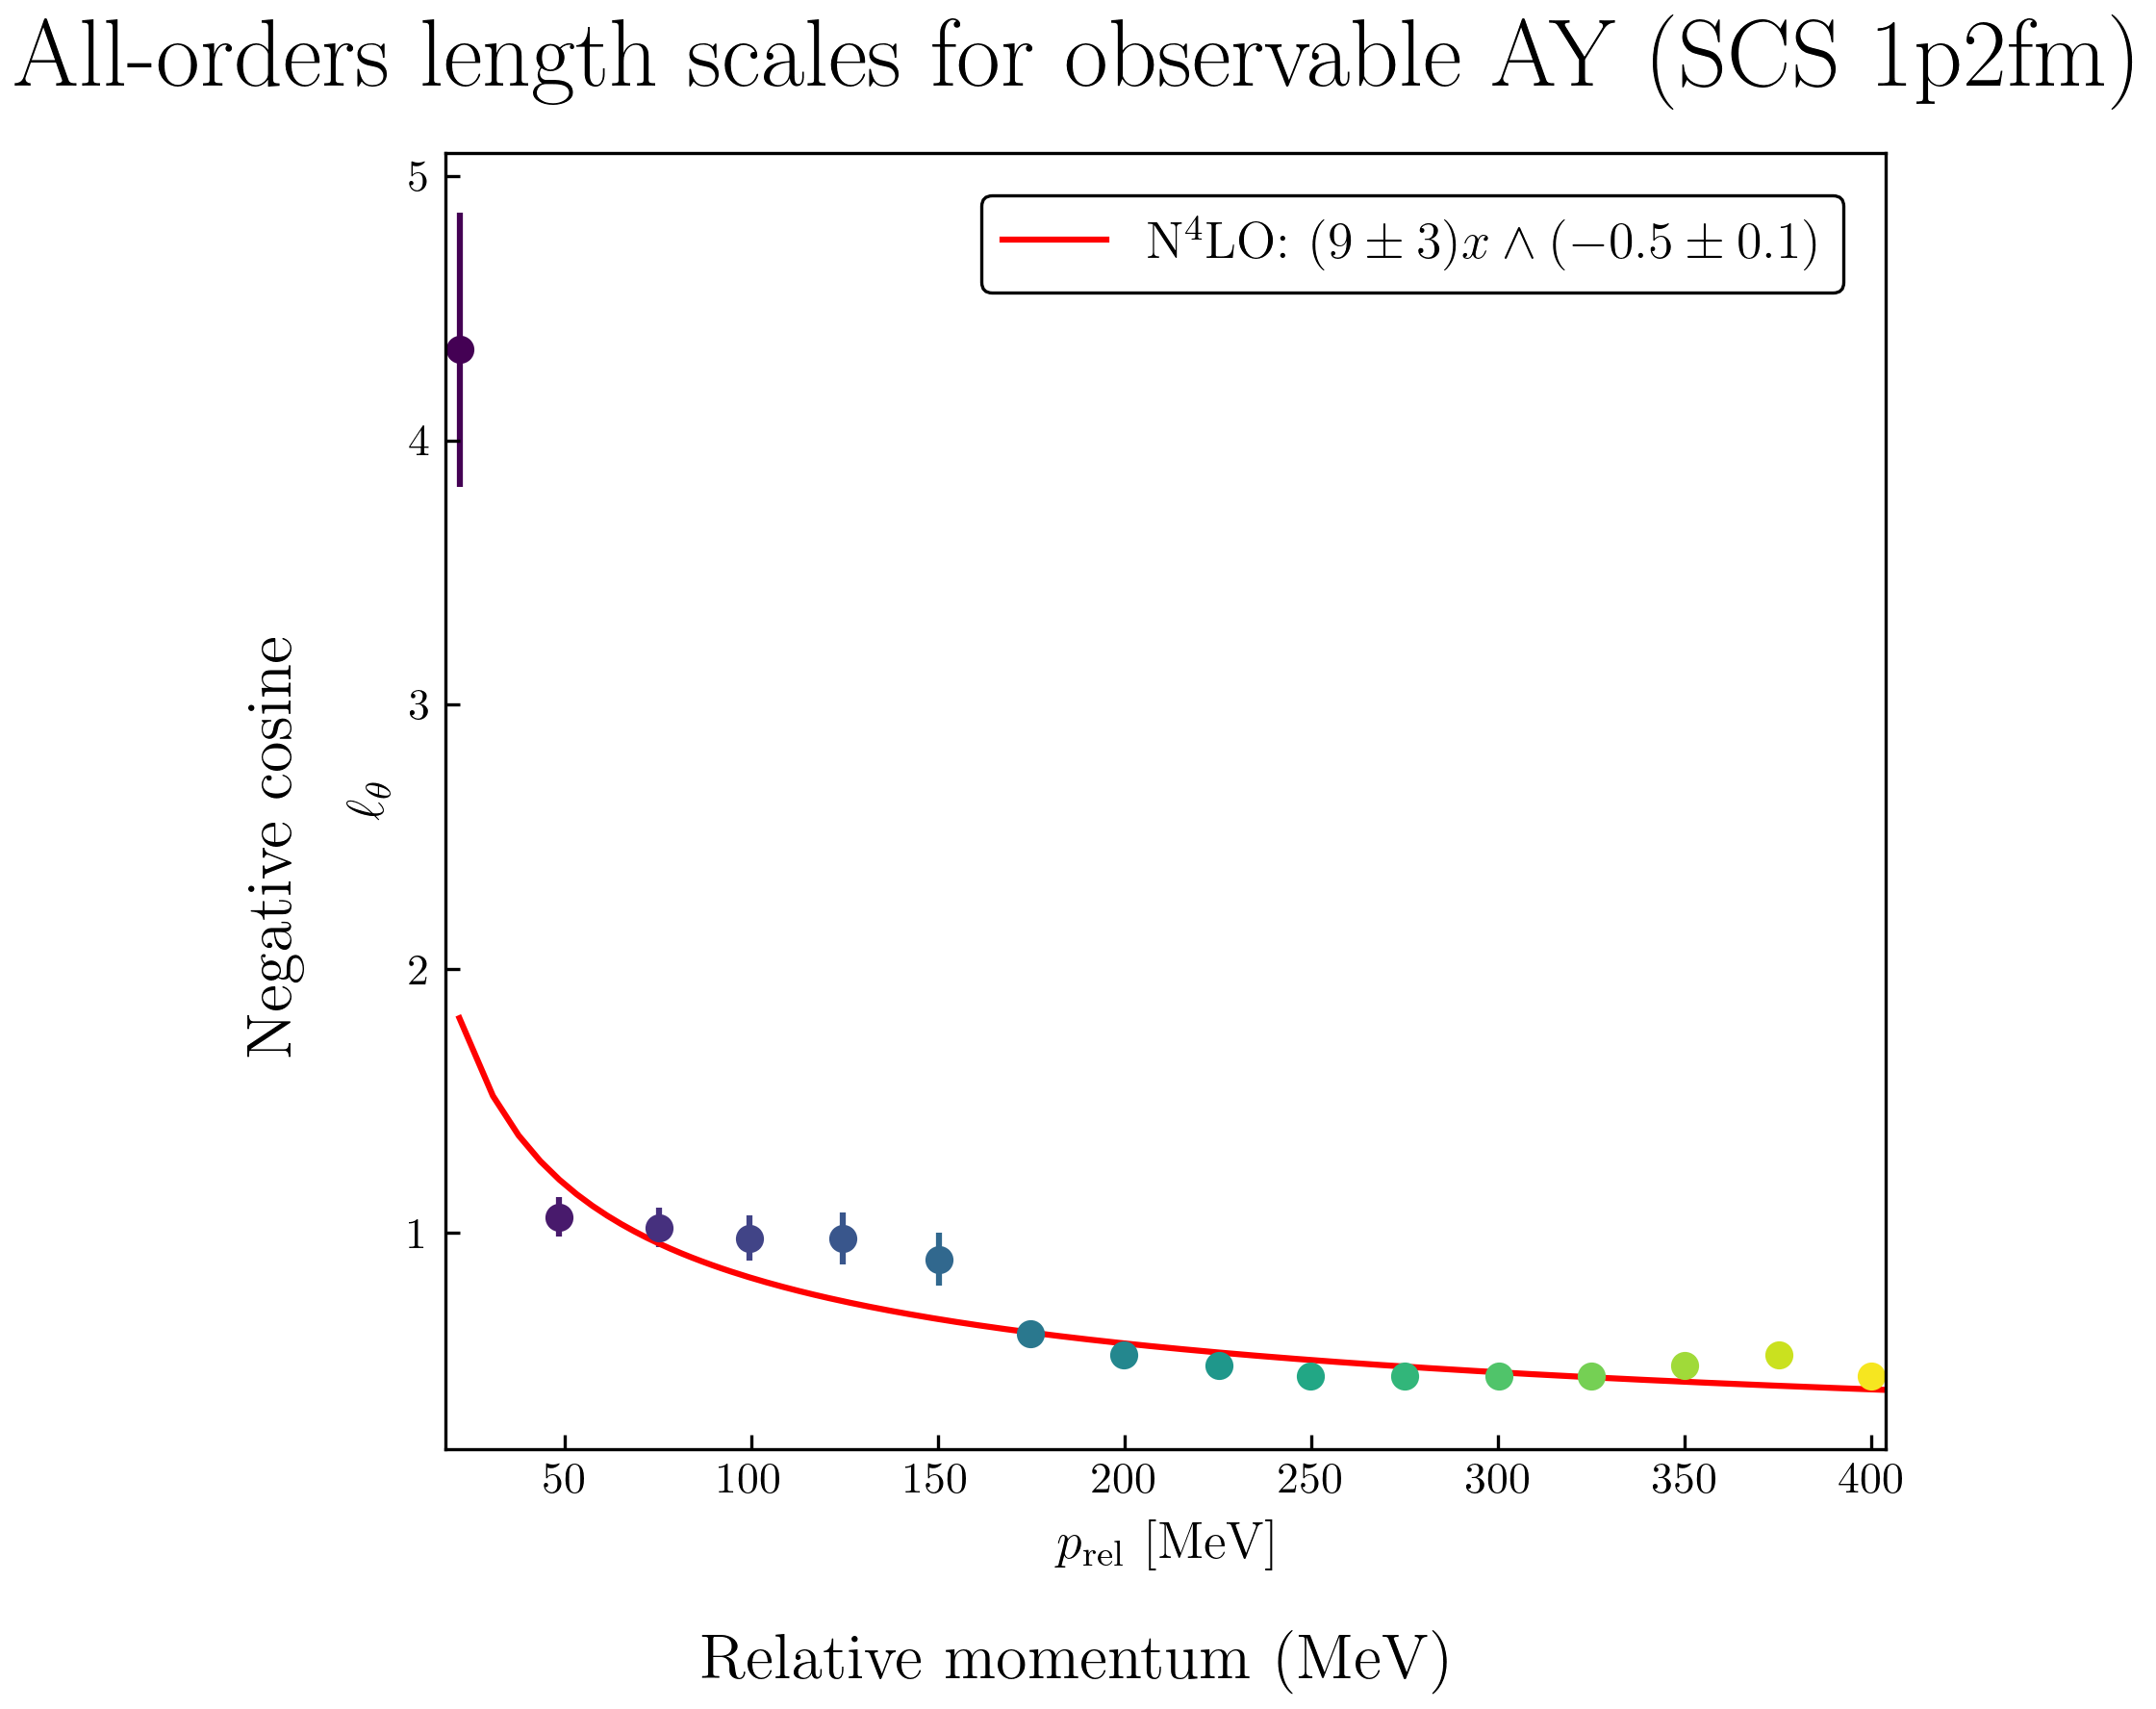 All-orders length scales for observable AY (SCS 1p2fm)
N⁴LO: (9 ± 3)x ∧ (−0.5 ± 0.1)
5
4
3
2
1
Negative cosine
ℓ_θ
50 100 150 200 250 300 350 400
p_rel [MeV]
Relative momentum (MeV)